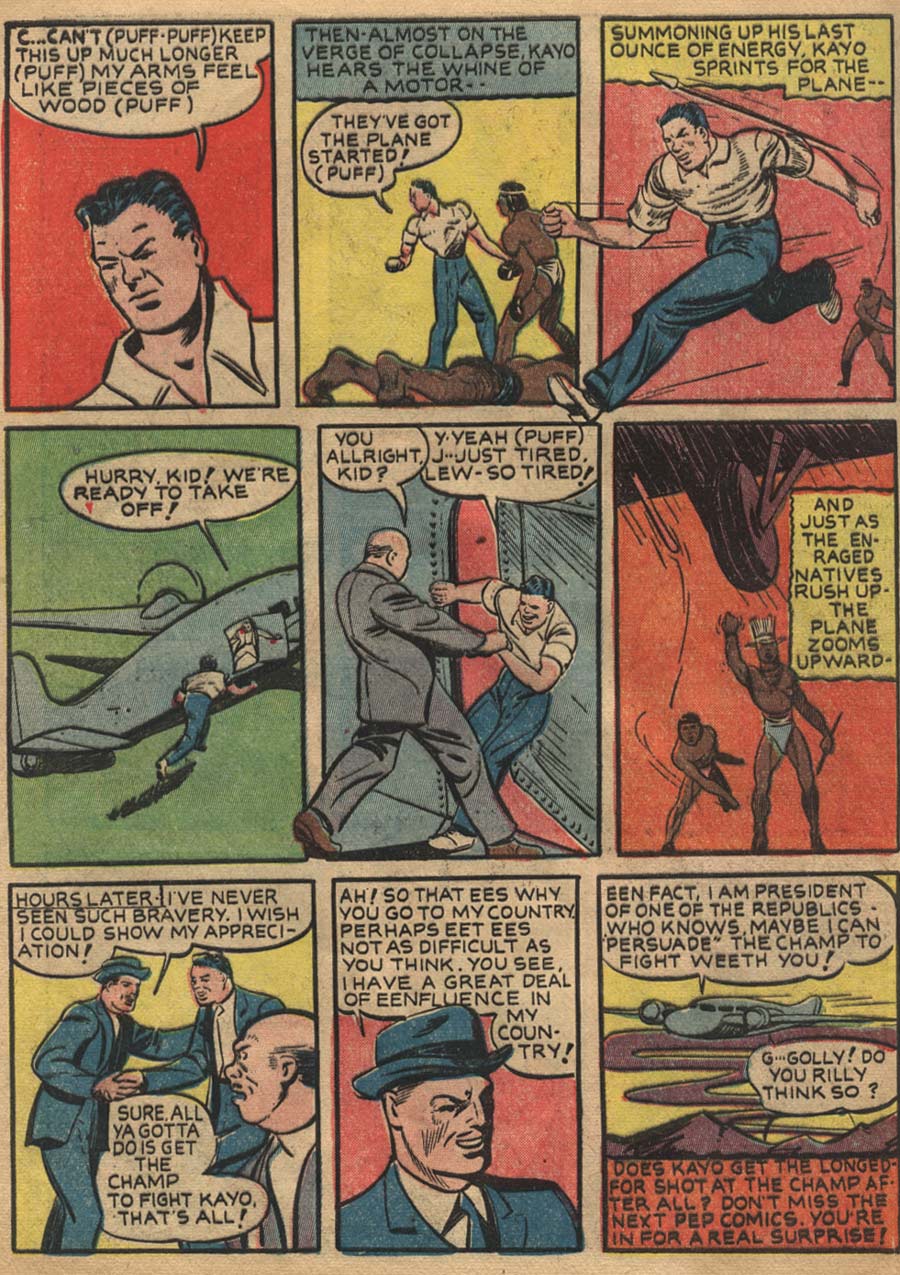 C...CAN'T (PUFF-PUFF) KEEP
THIS UP MUCH LONGER
(PUFF) MY ARMS FEEL
LIKE PIECES OF
WOOD (PUFF)
THEN-ALMOST ON THE
VERGE OF COLLAPSE, KAYO
HEARS THE WHINE OF
A MOTOR--
THEY'VE GOT
THE PLANE
STARTED!
(PUFF)
SUMMONING UP HIS LAST
OUNCE OF ENERGY, KAYO
SPRINTS FOR THE
PLANE--
HURRY, KID! WE'RE
READY TO TAKE
OFF!
YOU
ALLRIGHT,
KID?
Y-YEAH (PUFF)
J--JUST TIRED,
LEW-SO TIRED!
AND
JUST AS
THE EN-
RAGED
NATIVES
RUSH UP-
THE
PLANE
ZOOMS
UPWARD-
HOURS LATER-
I'VE NEVER
SEEN SUCH BRAVERY. I WISH
I COULD SHOW MY APPRECI-
ATION!
SURE, ALL
YA GOTTA
DO IS GET
THE
CHAMP
TO FIGHT KAYO,
THAT'S ALL!
AH! SO THAT EES WHY
YOU GO TO MY COUNTRY.
PERHAPS EET EES
NOT AS DIFFICULT AS
YOU THINK. YOU SEE,
I HAVE A GREAT DEAL
OF EENFLUENCE IN
MY
COUN-
TRY!
EEN FACT, I AM PRESIDENT
OF ONE OF THE REPUBLICS-
WHO KNOWS, MAYBE I CAN
"PERSUADE" THE CHAMP TO
FIGHT WEETH YOU!
G---GOLLY! DO
YOU RILLY
THINK SO?
DOES KAYO GET THE LONGED-
FOR SHOT AT THE CHAMP AF-
TER ALL? DON'T MISS THE
NEXT PEP COMICS. YOU'RE
IN FOR A REAL SURPRISE!